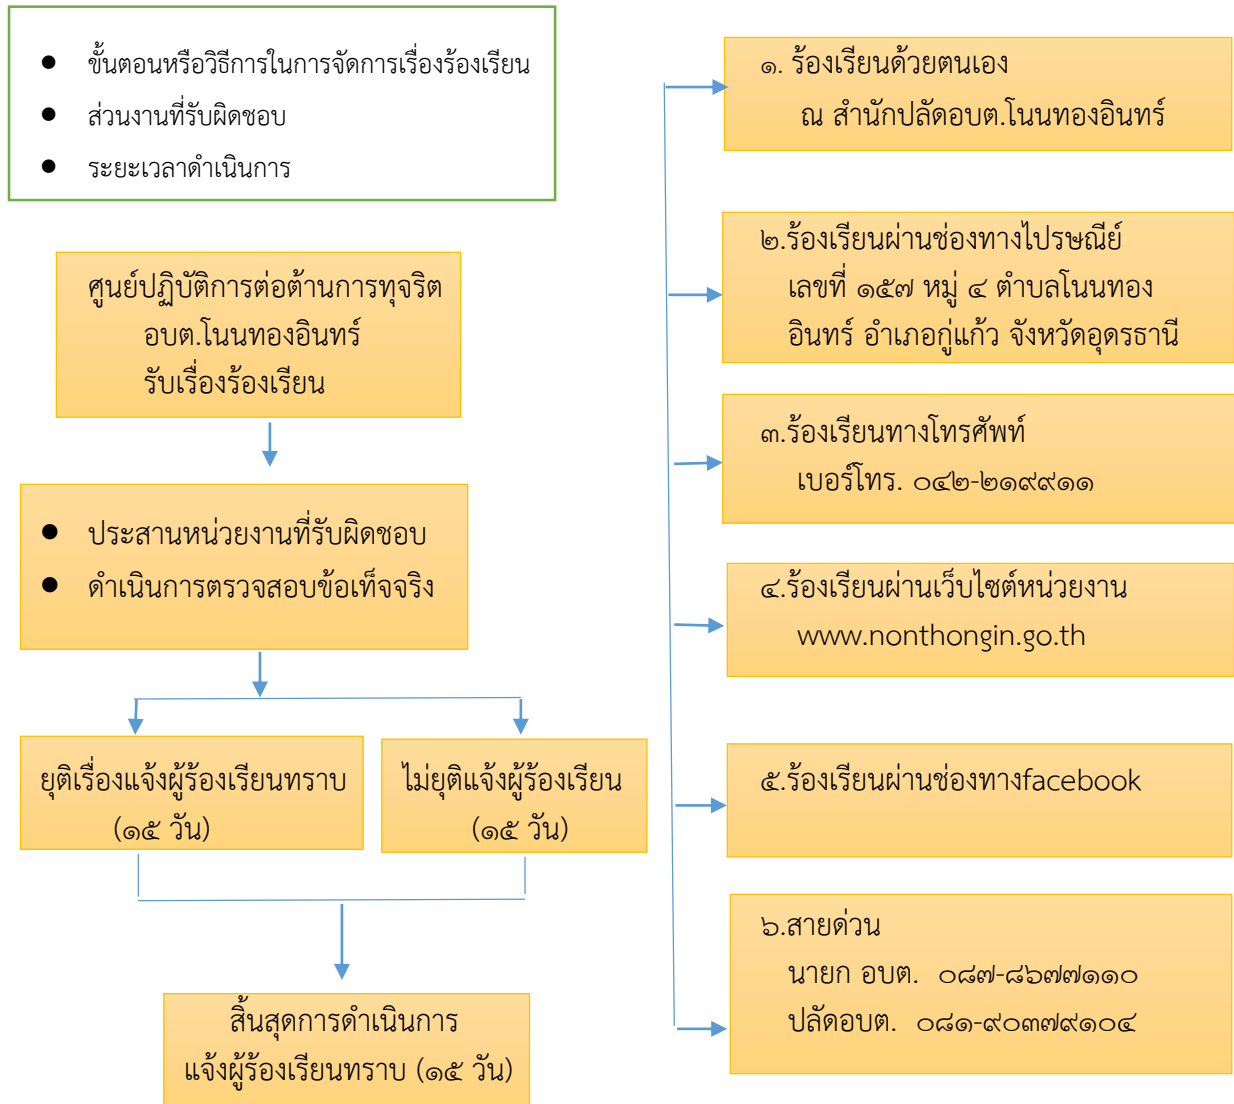 ● ขั้นตอนหรือวิธีการในการจัดการเรื่องร้องเรียน
● ส่วนงานที่รับผิดชอบ
● ระยะเวลาดำเนินการ
ศูนย์ปฏิบัติการต่อต้านการทุจริต
อบต.โนนทองอินทร์
รับเรื่องร้องเรียน
● ประสานหน่วยงานที่รับผิดชอบ
● ดำเนินการตรวจสอบข้อเท็จจริง
ยุติเรื่องแจ้งผู้ร้องเรียนทราบ
(๑๕ วัน)
ไม่ยุติแจ้งผู้ร้องเรียน
(๑๕ วัน)
สิ้นสุดการดำเนินการ
แจ้งผู้ร้องเรียนทราบ (๑๕ วัน)
๑. ร้องเรียนด้วยตนเอง
ณ สำนักปลัดอบต.โนนทองอินทร์
๒.ร้องเรียนผ่านช่องทางไปรษณีย์
เลขที่ ๑๕๗ หมู่ ๔ ตำบลโนนทอง
อินทร์ อำเภอกู่แก้ว จังหวัดอุดรธานี
๓.ร้องเรียนทางโทรศัพท์
เบอร์โทร. ๐๔๒-๒๑๙๙๑๑
๔.ร้องเรียนผ่านเว็บไซต์หน่วยงาน
www.nonthongin.go.th
๕.ร้องเรียนผ่านช่องทางfacebook
๖.สายด่วน
นายก อบต. ๐๘๗-๘๖๗๗๑๑๐
ปลัดอบต. ๐๘๑-๙๐๓๗๙๑๐๔